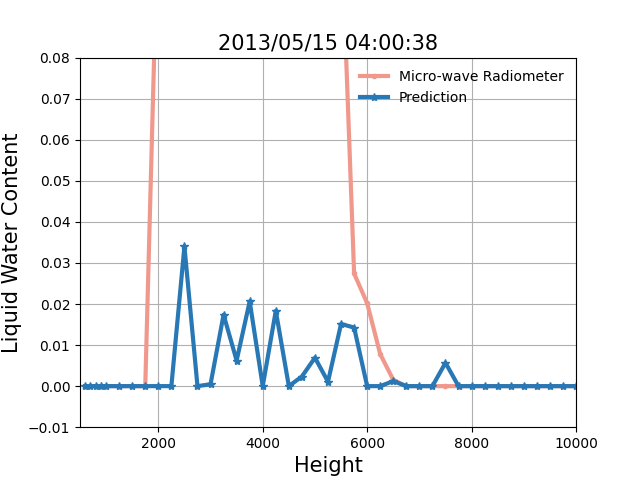 2013/05/15 04:00:38
0.08
0.07
0.06
0.05
0.04
0.03
0.02
0.01
0.00
−0.01
Liquid Water Content
Micro-wave Radiometer
Prediction
2000 4000 6000 8000 10000
Height